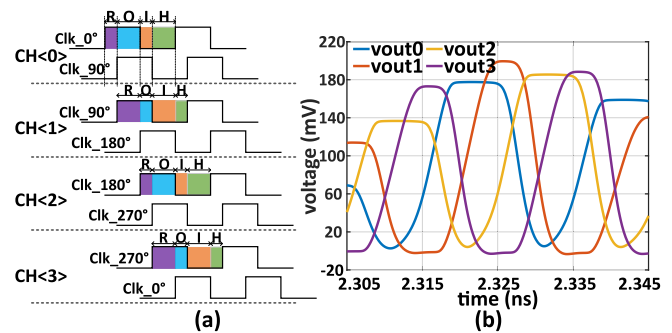 R O I H
Clk_0°
CH<0>
Clk_90°
R O I H
Clk_90°
CH<1>
Clk_180°
R O I H
Clk_180°
CH<2>
Clk_270°
R O I H
Clk_270°
CH<3>
Clk_0°
(a)
220
vout0 vout2
vout1 vout3
180
140
100
60
20
-20
voltage (mV)
2.305 2.315 2.325 2.335 2.345
time (ns)
(b)